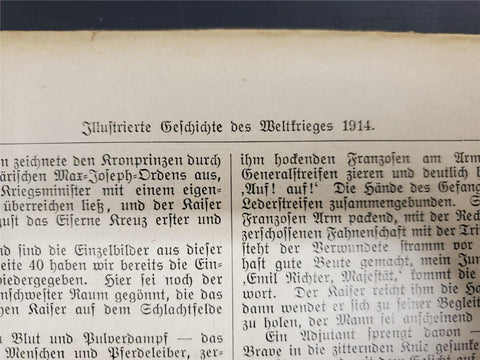 Illustrierte Geschichte des Weltkrieges 1914.
n zeichnete den Kronprinzen durch
ärischen Max-Joseph-Ordens aus,
Kriegsminister mit einem eigen-
überreichen ließ, und der Kaiser
zust das Eiserne Kreuz erster und
nd sind die Einzelbilder aus dieser
eite 40 haben wir bereits die Ein-
iedergegeben. Hier sei noch der
nschwester Raum gegönnt, die das
chen Kaiser auf dem Schlachtfelde
n Blut und Pulverdampf — das
Menschen und Pferdeleiber, zer-
ihm hockenden Franzosen am Arm
Generalstreifen zieren und deutlich
‚Auf! auf!‘ Die Hände des Gefang
Lederstreifen zusammengebunden. S
Franzosen Arm packend, mit der Rec
zerschossenen Fahnenschaft mit der Tri
steht der Verwundete stramm vor
hast gute Beute gemacht, mein Jun
‚Emil Richter, Majestät,‘ kommt die
wort. Der Kaiser reicht ihm die Ha
dann wendet er sich zu seiner Begleit
zu holen, der Mann sei anscheinend
Ein Adjutant sprengt davon —
Brave in die zitternden Knie gesunken